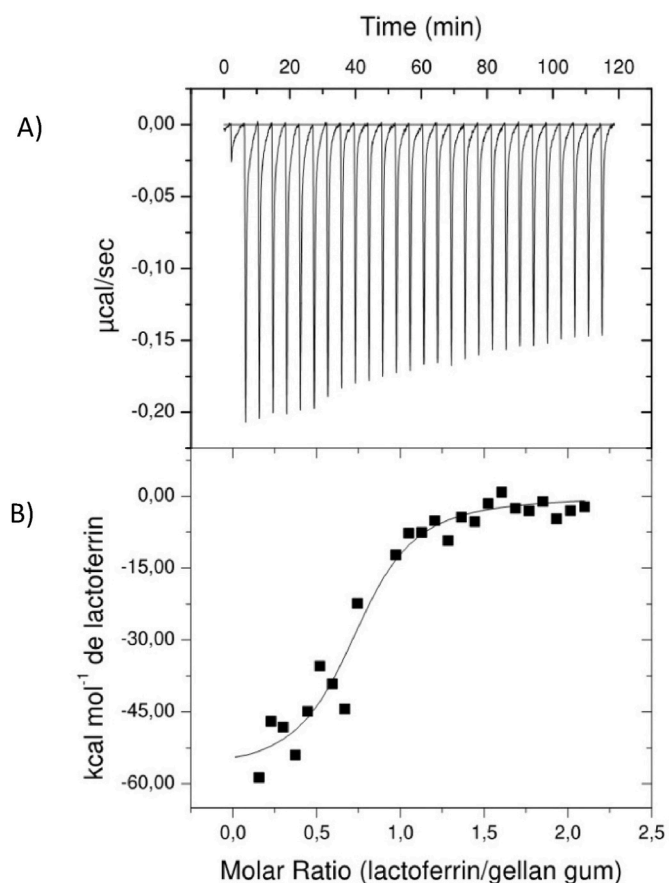 Time (min)
0 20 40 60 80 100 120
A)
0,00
-0,05
-0,10
-0,15
-0,20
µcal/sec
B)
0,00
-15,00
-30,00
-45,00
-60,00
kcal mol⁻¹ de lactoferrin
0,0 0,5 1,0 1,5 2,0 2,5
Molar Ratio (lactoferrin/gellan gum)